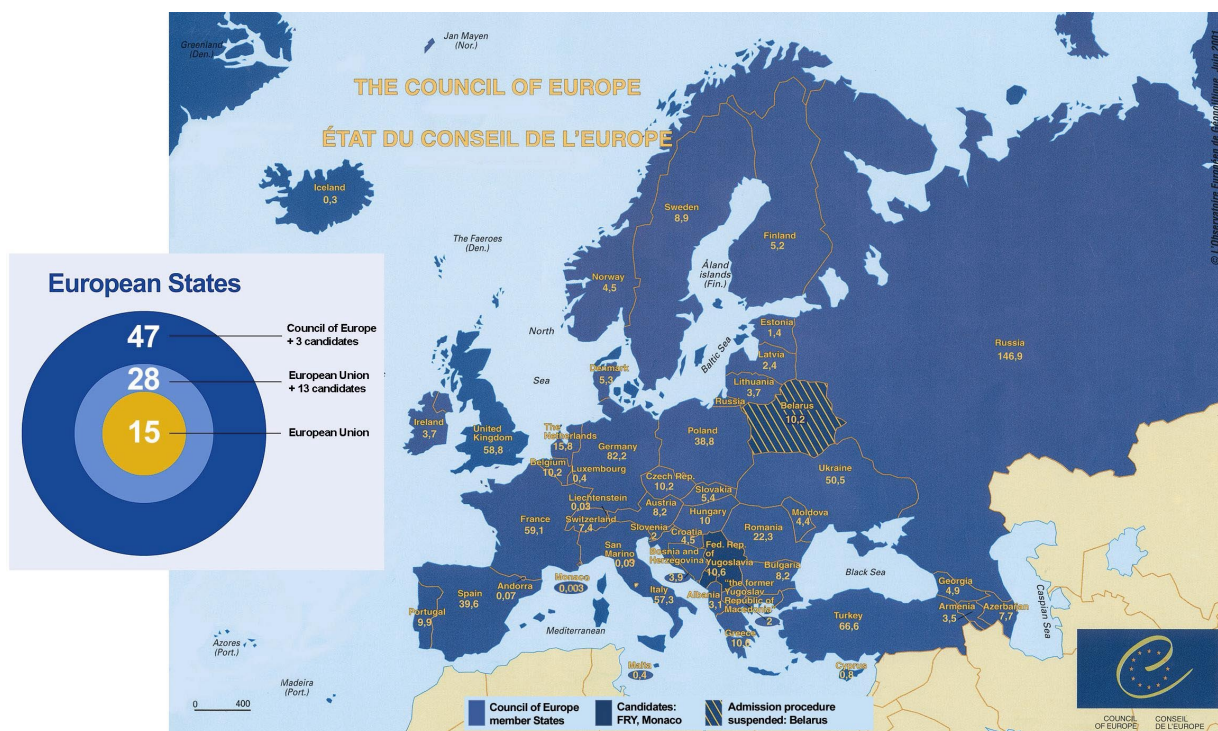 Greenland
(Den.)
Jan Mayen
(Nor.)
THE COUNCIL OF EUROPE
ÉTAT DU CONSEIL DE L'EUROPE
© L'Observatoire Européen de Géopolitique, Juin 2001
Iceland
0,3
Sweden
8,9
Finland
5,2
The Faeroes
(Den.)
Åland
islands
(Fin.)
Norway
4,5
European States
47
Council of Europe
+ 3 candidates
28
European Union
+ 13 candidates
15
European Union
North
Sea
Baltic Sea
Estonia
1,4
Latvia
2,4
Lithuania
3,7
Russia
146,9
Denmark
5,3
Russia
Belarus
10,2
Ireland
3,7
United
Kingdom
58,8
The
Netherlands
15,8
Germany
82,2
Poland
38,8
Belgium
10,2
Luxembourg
0,4
Czech Rep.
10,2
Slovakia
5,4
Ukraine
50,5
Liechtenstein
0,03
Austria
8,2
Hungary
10
Moldova
4,4
France
59,1
Switzerland
7,4
Slovenia
2
Croatia
4,5
Romania
22,3
San
Marino
0,03
Bosnia and
Herzegovina
3,9
Fed. Rep.
of
Yugoslavia
10,6
Bulgaria
8,2
Black Sea
Caspian Sea
Georgia
4,9
Andorra
0,07
Monaco
0,003
Italy
57,3
Albania
3,1
"the former
Yugoslav
Republic of
Macedonia"
2
Armenia
3,5
Azerbaijan
7,7
Spain
39,6
Portugal
9,9
Turkey
66,6
Greece
Mediterranean
Azores
(Port.)
Malta
0,4
Cyprus
0,8
Madeira
(Port.)
0 400
Council of Europe
member States
Candidates:
FRY, Monaco
Admission procedure
suspended: Belarus
COUNCIL CONSEIL
OF EUROPE DE L'EUROPE